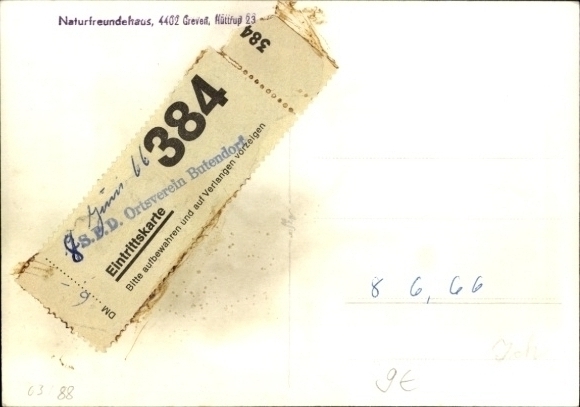 Naturfreundehaus, 4402 Greven, Hüttruf 23
384
384
8 Juni 66
S.P.D. Ortsverein Butendorf
Eintrittskarte
Bitte aufbewahren und auf Verlangen vorzeigen
DM
8 6, 66
9€
03 88